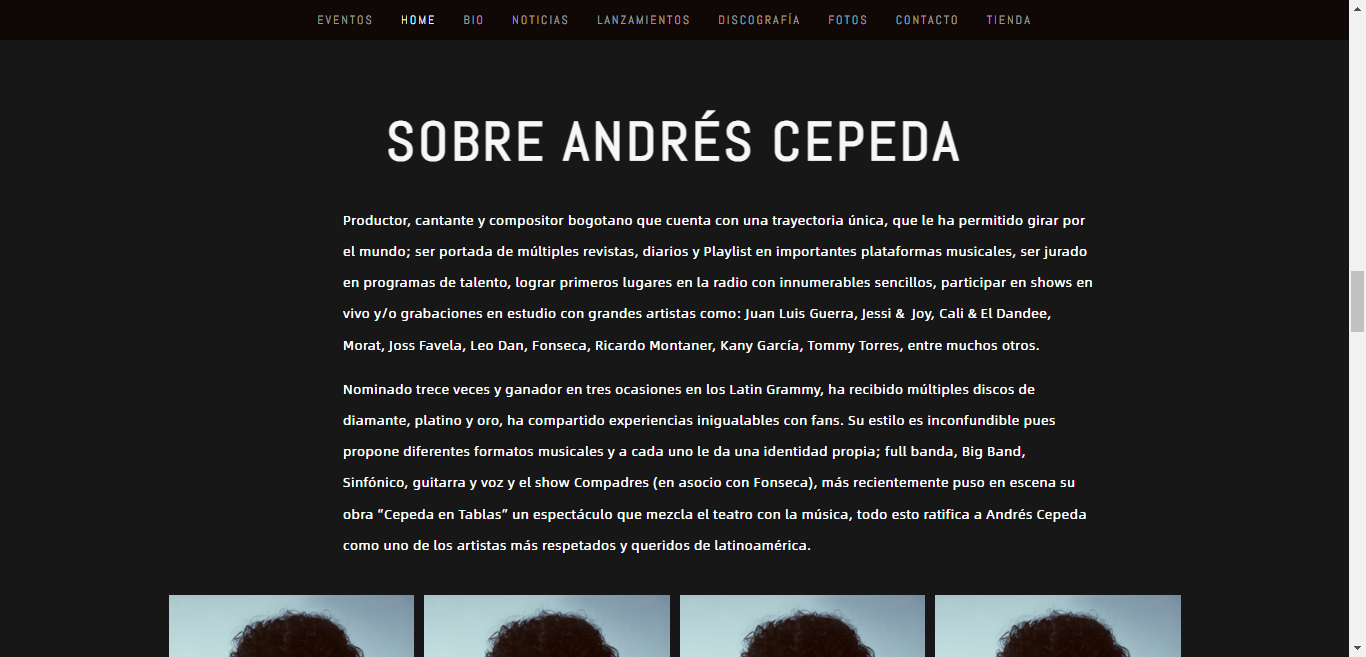 EVENTOS HOME BIO NOTICIAS LANZAMIENTOS DISCOGRAFÍA FOTOS CONTACTO TIENDA
SOBRE ANDRÉS CEPEDA
Productor, cantante y compositor bogotano que cuenta con una trayectoria única, que le ha permitido girar por
el mundo; ser portada de múltiples revistas, diarios y Playlist en importantes plataformas musicales, ser jurado
en programas de talento, lograr primeros lugares en la radio con innumerables sencillos, participar en shows en
vivo y/o grabaciones en estudio con grandes artistas como: Juan Luis Guerra, Jessi & Joy, Cali & El Dandee,
Morat, Joss Favela, Leo Dan, Fonseca, Ricardo Montaner, Kany García, Tommy Torres, entre muchos otros.
Nominado trece veces y ganador en tres ocasiones en los Latin Grammy, ha recibido múltiples discos de
diamante, platino y oro, ha compartido experiencias inigualables con fans. Su estilo es inconfundible pues
propone diferentes formatos musicales y a cada uno le da una identidad propia; full banda, Big Band,
Sinfónico, guitarra y voz y el show Compadres (en asocio con Fonseca), más recientemente puso en escena su
obra "Cepeda en Tablas" un espectáculo que mezcla el teatro con la música, todo esto ratifica a Andrés Cepeda
como uno de los artistas más respetados y queridos de latinoamérica.